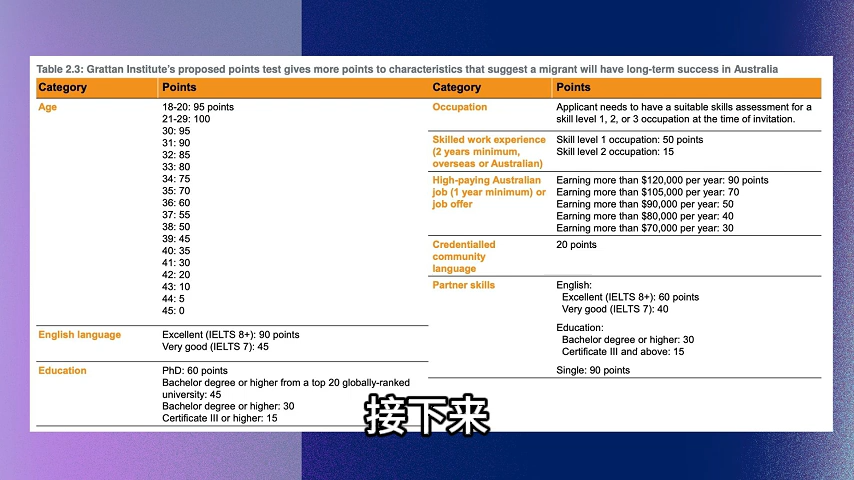 Table 2.3: Grattan Institute's proposed points test gives more points to characteristics that suggest a migrant will have long-term success in Australia
Category Points
Age
18-20: 95 points
21-29: 100
30: 95
31: 90
32: 85
33: 80
34: 75
35: 70
36: 60
37: 55
38: 50
39: 45
40: 35
41: 30
42: 20
43: 10
44: 5
45: 0
English language
Excellent (IELTS 8+): 90 points
Very good (IELTS 7): 45
Education
PhD: 60 points
Bachelor degree or higher from a top 20 globally-ranked
university: 45
Bachelor degree or higher: 30
Certificate III or higher: 15
Category Points
Occupation
Applicant needs to have a suitable skills assessment for a
skill level 1, 2, or 3 occupation at the time of invitation.
Skilled work experience
(2 years minimum,
overseas or Australian)
Skill level 1 occupation: 50 points
Skill level 2 occupation: 15
High-paying Australian
job (1 year minimum) or
job offer
Earning more than $120,000 per year: 90 points
Earning more than $105,000 per year: 70
Earning more than $90,000 per year: 50
Earning more than $80,000 per year: 40
Earning more than $70,000 per year: 30
Credentialled
community
language
20 points
Partner skills
English:
Excellent (IELTS 8+): 60 points
Very good (IELTS 7): 40
Education:
Bachelor degree or higher: 30
Certificate III and above: 15
Single: 90 points
接下来